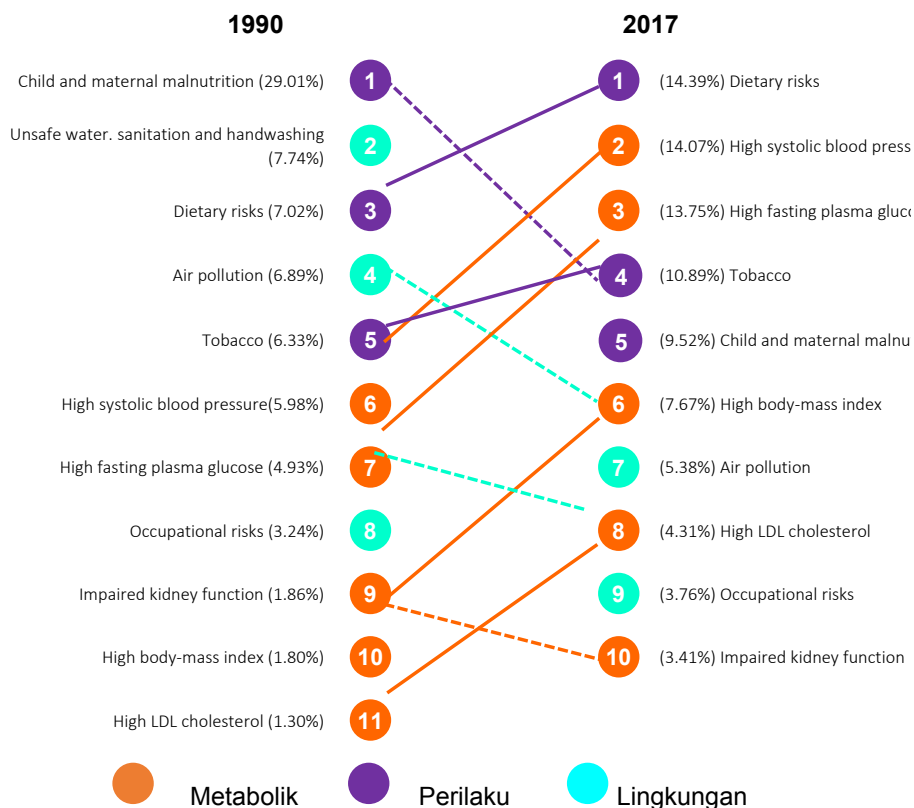 1990 2017
Child and maternal malnutrition (29.01%) 1 1 (14.39%) Dietary risks
Unsafe water. sanitation and handwashing
(7.74%) 2 2 (14.07%) High systolic blood press
Dietary risks (7.02%) 3 3 (13.75%) High fasting plasma gluco
Air pollution (6.89%) 4 4 (10.89%) Tobacco
Tobacco (6.33%) 5 5 (9.52%) Child and maternal malnu
High systolic blood pressure(5.98%) 6 6 (7.67%) High body-mass index
High fasting plasma glucose (4.93%) 7 7 (5.38%) Air pollution
Occupational risks (3.24%) 8 8 (4.31%) High LDL cholesterol
Impaired kidney function (1.86%) 9 9 (3.76%) Occupational risks
High body-mass index (1.80%) 10 10 (3.41%) Impaired kidney function
High LDL cholesterol (1.30%) 11
Metabolik Perilaku Lingkungan